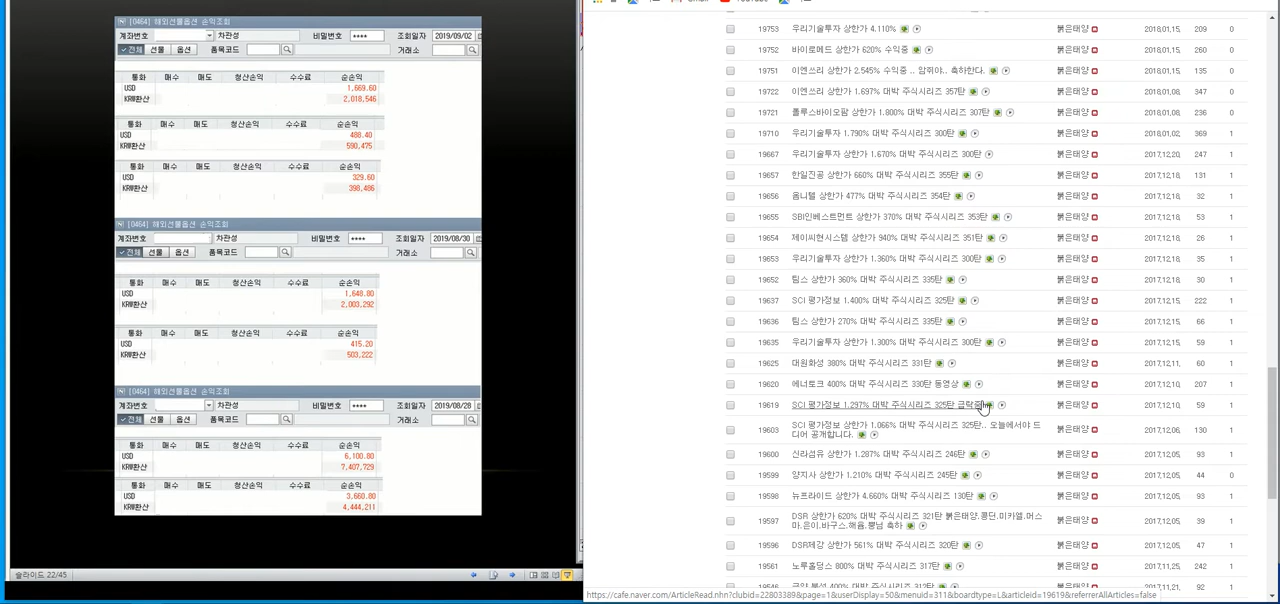 [0464] 해외선물옵션 손익조회
계좌번호 차관성 비밀번호 **** 조회일자 2019/09/02
전체 선물 옵션 품목코드 거래소
통화 매수 매도 청산손익 수수료 순손익
USD 1,669.60
KRW환산 2,018,546
통화 매수 매도 청산손익 수수료 순손익
USD 488.40
KRW환산 590,475
통화 매수 매도 청산손익 수수료 순손익
USD 329.60
KRW환산 398,486
[0464] 해외선물옵션 손익조회
계좌번호 차관성 비밀번호 **** 조회일자 2019/08/30
전체 선물 옵션 품목코드 거래소
통화 매수 매도 청산손익 수수료 순손익
USD 1,648.80
KRW환산 2,003,292
통화 매수 매도 청산손익 수수료 순손익
USD 415.20
KRW환산 503,222
[0464] 해외선물옵션 손익조회
계좌번호 차관성 비밀번호 **** 조회일자 2019/08/28
전체 선물 옵션 품목코드 거래소
통화 매수 매도 청산손익 수수료 순손익
USD 6,100.80
KRW환산 7,407,729
통화 매수 매도 청산손익 수수료 순손익
USD 3,660.80
KRW환산 4,444,211
슬라이드 22/45
19753 우리기술투자 상한가 4.110% 붉은태양 2018.01.15. 209 0
19752 바이로메드 상한가 620% 수익중 붉은태양 2018.01.15. 260 0
19751 이엔쓰리 상한가 2.545% 수익중 .. 암쥐야.. 축하한다. 붉은태양 2018.01.15. 135 0
19722 이엔쓰리 상한가 1.697% 대박 주식시리즈 357탄 붉은태양 2018.01.08. 347 0
19721 폴루스바이오팜 상한가 1.800% 대박 주식시리즈 307탄 붉은태양 2018.01.08. 236 0
19710 우리기술투자 1.790% 대박 주식시리즈 300탄 붉은태양 2018.01.02. 369 1
19667 우리기술투자 상한가 1.670% 대박 주식시리즈 300탄 붉은태양 2017.12.20. 247 1
19657 한일진공 상한가 660% 대박 주식시리즈 355탄 붉은태양 2017.12.18. 131 1
19656 옴니텔 상한가 477% 대박 주식시리즈 354탄 붉은태양 2017.12.18. 32 1
19655 SBI인베스트먼트 상한가 370% 대박 주식시리즈 353탄 붉은태양 2017.12.18. 53 1
19654 제이씨현시스템 상한가 940% 대박 주식시리즈 351탄 붉은태양 2017.12.18. 26 1
19653 우리기술투자 상한가 1.360% 대박 주식시리즈 300탄 붉은태양 2017.12.18. 35 1
19652 팀스 상한가 360% 대박 주식시리즈 335탄 붉은태양 2017.12.18. 30 1
19637 SCI 평가정보 1.400% 대박 주식시리즈 325탄 붉은태양 2017.12.15. 222 1
19636 팀스 상한가 270% 대박 주식시리즈 335탄 붉은태양 2017.12.15. 66 1
19635 우리기술투자 상한가 1.300% 대박 주식시리즈 300탄 붉은태양 2017.12.15. 59 1
19625 대원화성 380% 대박 주식시리즈 331탄 붉은태양 2017.12.11. 60 1
19620 에너토크 400% 대박 주식시리즈 330탄 동영상 붉은태양 2017.12.10. 207 1
19619 SCI 평가정보 1.297% 대박 주식시리즈 325탄 급락중 붉은태양 2017.12.18. 59 1
19603 SCI 평가정보 상한가 1.066% 대박 주식시리즈 325탄.. 오늘에서야 드 붉은태양 2017.12.06. 130 1
디어 공개합니다.
19600 신라섬유 상한가 1.287% 대박 주식시리즈 246탄 붉은태양 2017.12.05. 93 1
19599 양지사 상한가 1.210% 대박 주식시리즈 245탄 붉은태양 2017.12.05. 44 0
19598 뉴프라이드 상한가 4.660% 대박 주식시리즈 130탄 붉은태양 2017.12.05. 93 1
19597 DSR 상한가 620% 대박 주식시리즈 321탄 붉은태양.콩단.미카엘.머스 붉은태양 2017.12.05. 39 1
마.은이.바구스.해윰.뿡님 축하
19596 DSR제강 상한가 561% 대박 주식시리즈 320탄 붉은태양 2017.12.05. 47 1
19561 노루홀딩스 800% 대박 주식시리즈 317탄 붉은태양 2017.11.25. 242 1
19546 금양 분석 400% 대박 주식시리즈 312탄 붉은태양 2017.11.21. 92 1
https://cafe.naver.com/ArticleRead.nhn?clubid=22803389&page=1&userDisplay=50&menuid=311&boardtype=L&articleid=19619&referrerAllArticles=false